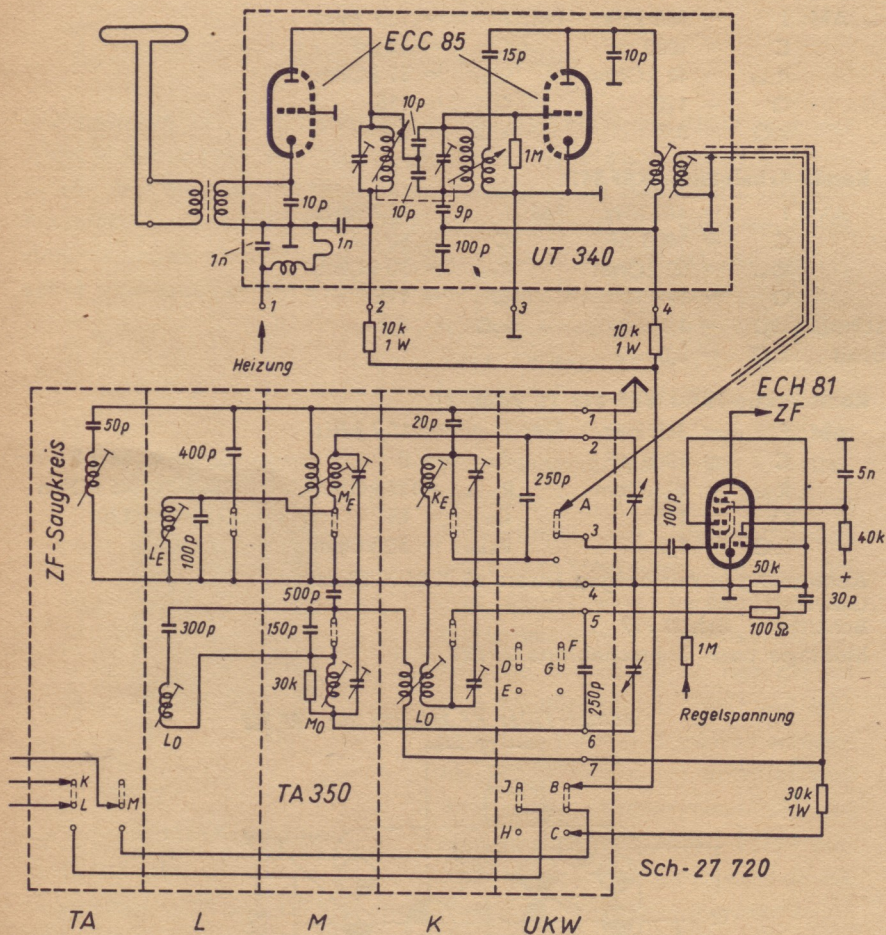 ECC 85
15p
10p
10p
1M
10p
10p
9p
1n
1n
100p
UT 340
1
2
3
4
Heizung
10k
1 W
10k
1 W
ECH 81
ZF
ZF-Saugkreis
50p
400p
20p
1
2
250p
5n
M_E
K_E
A
100p
L_E
100p
3
40k
+
500p
4
50k
30p
300p
150p
5
100Ω
30k
D
F
G
E
250p
1M
L_O
M_O
L_O
6
Regelspannung
7
K
L
M
TA 350
J
B
H
C
30k
1W
Sch-27 720
TA
L
M
K
UKW